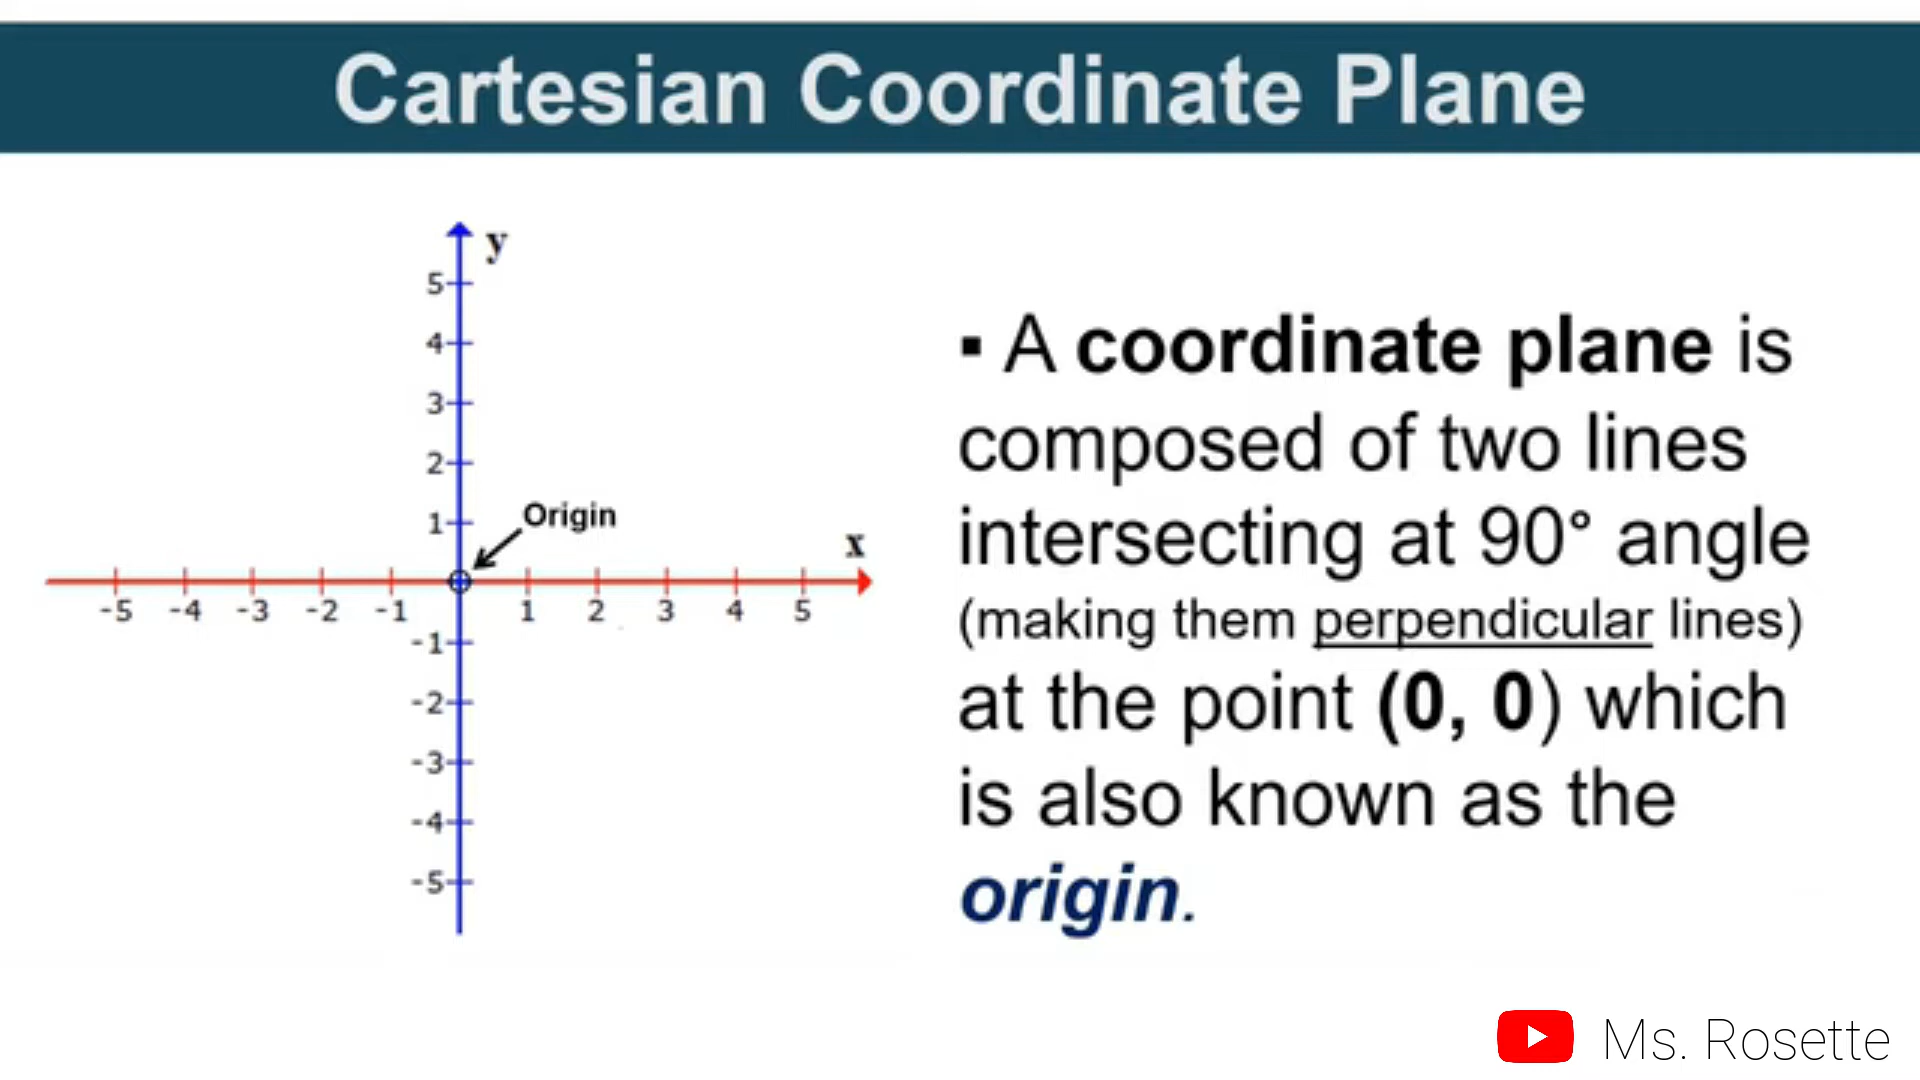 Cartesian Coordinate Plane
y
5
4
3
2
1
Origin
x
-5 -4 -3 -2 -1 1 2 3 4 5
-1
-2
-3
-4
-5
▪ A coordinate plane is
composed of two lines
intersecting at 90° angle
(making them perpendicular lines)
at the point (0, 0) which
is also known as the
origin.
Ms. Rosette